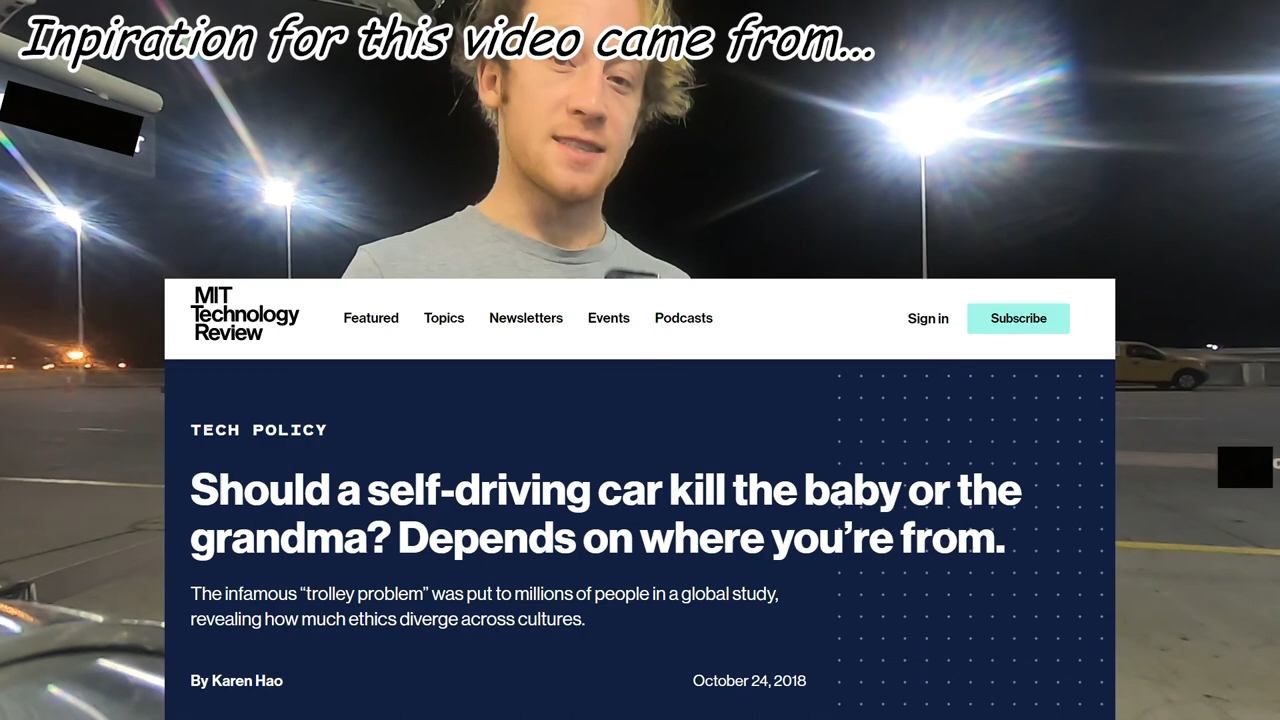 Inpiration for this video came from...
MIT
Technology
Review
Featured Topics Newsletters Events Podcasts
Sign in Subscribe
TECH POLICY
Should a self-driving car kill the baby or the
grandma? Depends on where you’re from.
The infamous “trolley problem” was put to millions of people in a global study,
revealing how much ethics diverge across cultures.
By Karen Hao October 24, 2018